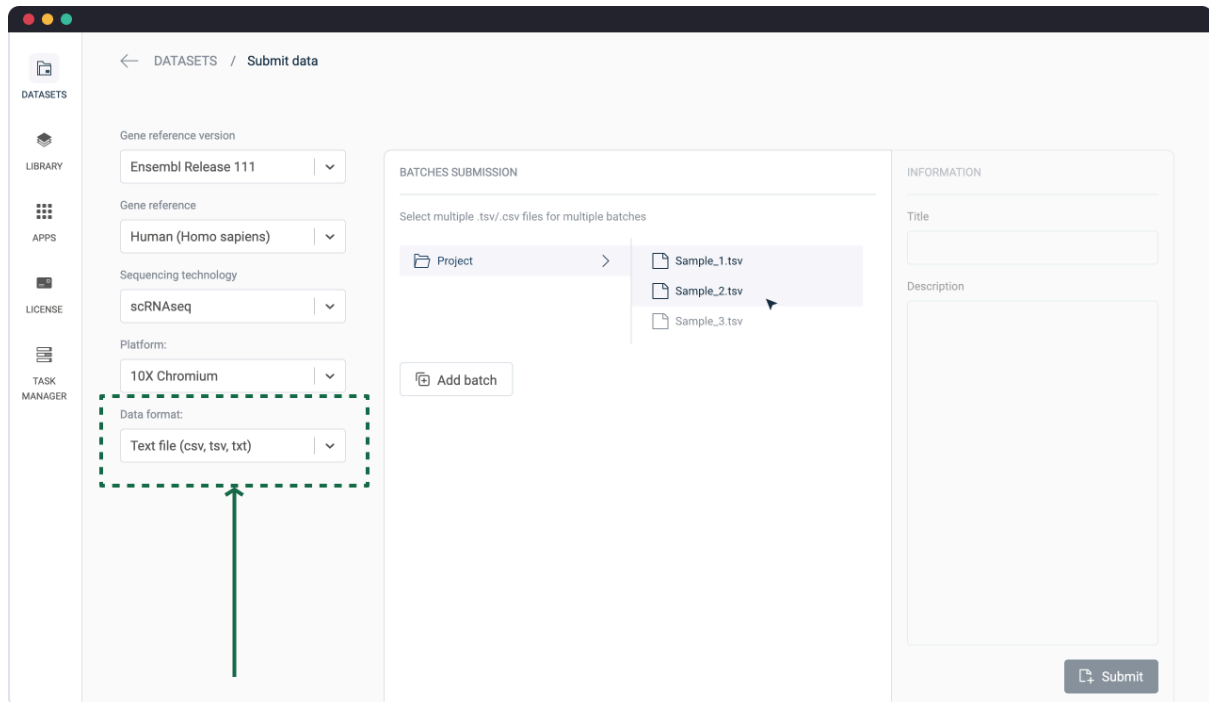 DATASETS / Submit data
DATASETS
LIBRARY
APPS
LICENSE
TASK
MANAGER
Gene reference version
Ensembl Release 111
Gene reference
Human (Homo sapiens)
Sequencing technology
scRNAseq
Platform:
10X Chromium
Data format:
Text file (csv, tsv, txt)
BATCHES SUBMISSION
Select multiple .tsv/.csv files for multiple batches
Project
Sample_1.tsv
Sample_2.tsv
Sample_3.tsv
Add batch
INFORMATION
Title
Description
Submit